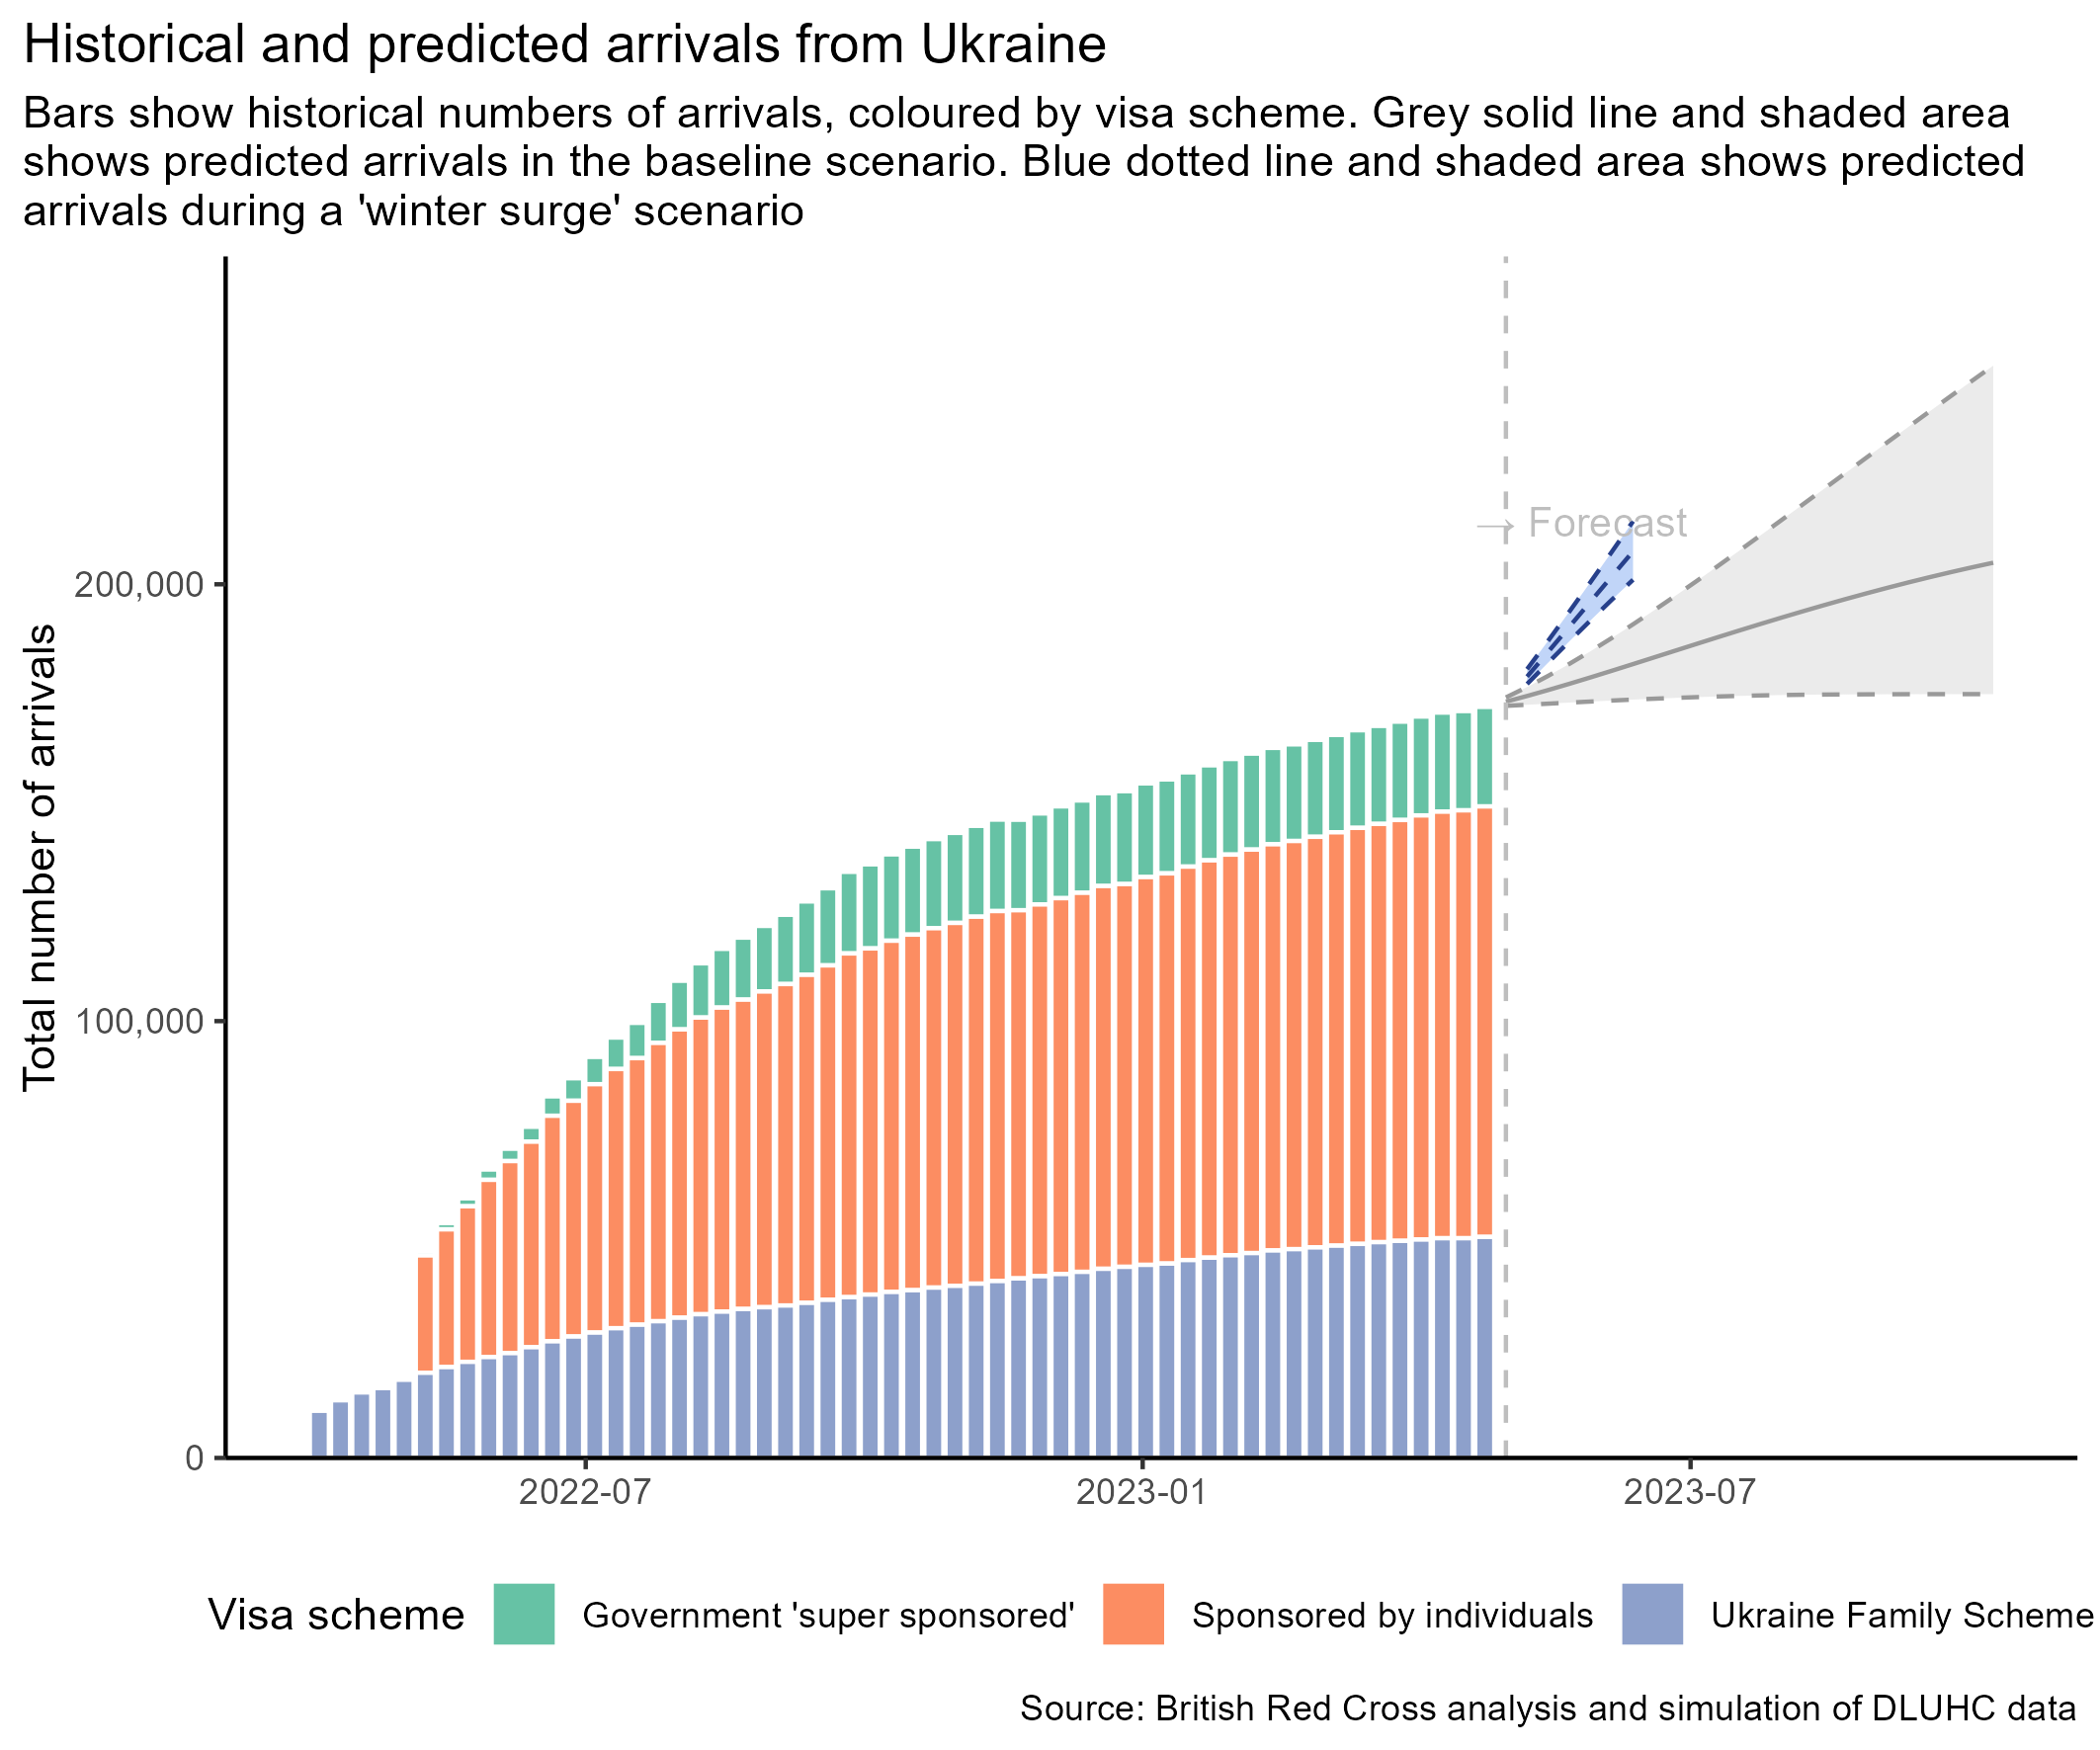 Historical and predicted arrivals from Ukraine
Bars show historical numbers of arrivals, coloured by visa scheme. Grey solid line and shaded area
shows predicted arrivals in the baseline scenario. Blue dotted line and shaded area shows predicted
arrivals during a 'winter surge' scenario
Total number of arrivals
→ Forecast
200,000
100,000
0
2022-07
2023-01
2023-07
Visa scheme
Government 'super sponsored'
Sponsored by individuals
Ukraine Family Scheme
Source: British Red Cross analysis and simulation of DLUHC data